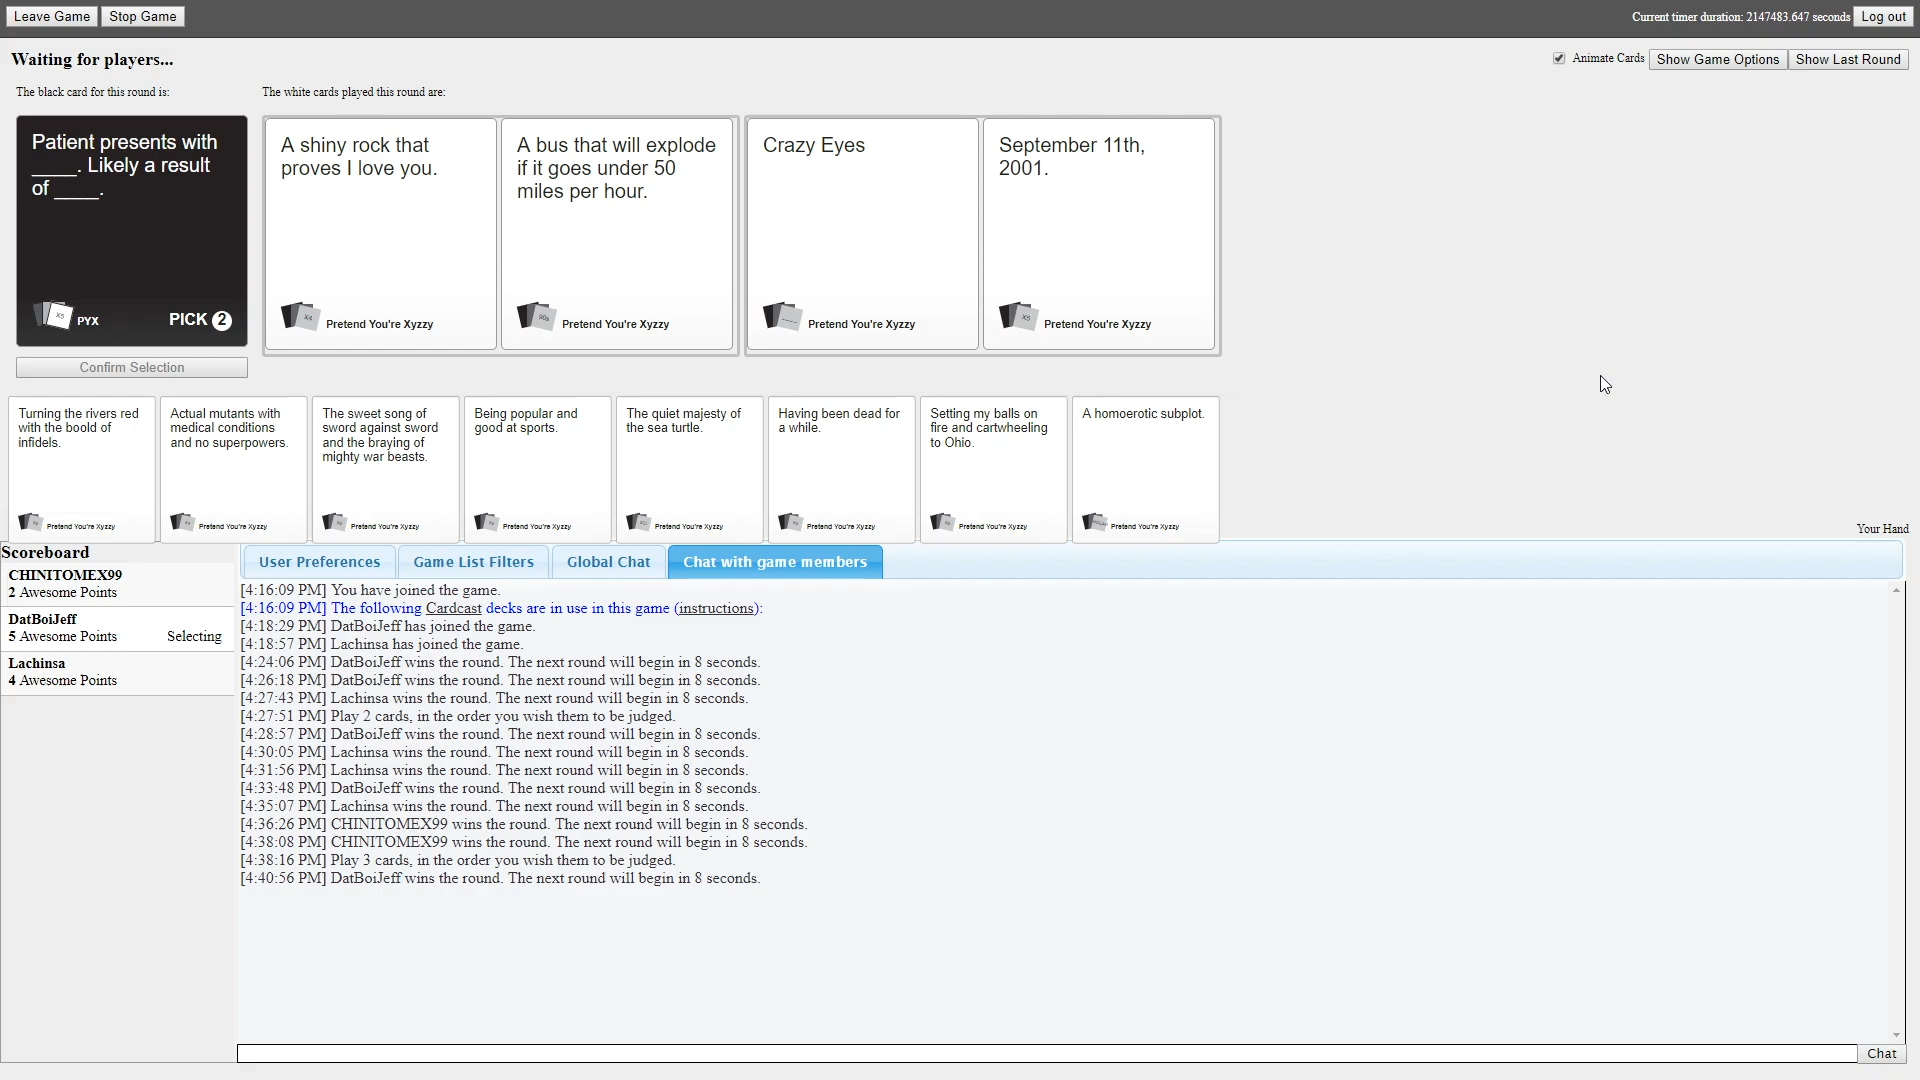 Leave Game Stop Game
Current timer duration: 2147483.647 seconds Log out
Waiting for players...
Animate Cards Show Game Options Show Last Round
The black card for this round is:
The white cards played this round are:
Patient presents with
____. Likely a result
of ____.
X5 PYX PICK 2
A shiny rock that
proves I love you.
X4 Pretend You're Xyzzy
A bus that will explode
if it goes under 50
miles per hour.
90s Pretend You're Xyzzy
Crazy Eyes
Pretend You're Xyzzy
September 11th,
2001.
X5 Pretend You're Xyzzy
Confirm Selection
Turning the rivers red
with the boold of
infidels.
Pretend You're Xyzzy
Actual mutants with
medical conditions
and no superpowers.
Pretend You're Xyzzy
The sweet song of
sword against sword
and the braying of
mighty war beasts.
Pretend You're Xyzzy
Being popular and
good at sports.
Pretend You're Xyzzy
The quiet majesty of
the sea turtle.
Pretend You're Xyzzy
Having been dead for
a while.
Pretend You're Xyzzy
Setting my balls on
fire and cartwheeling
to Ohio.
Pretend You're Xyzzy
A homoerotic subplot.
Pretend You're Xyzzy
Your Hand
Scoreboard
CHINITOMEX99
2 Awesome Points
DatBoiJeff
5 Awesome Points Selecting
Lachinsa
4 Awesome Points
User Preferences Game List Filters Global Chat Chat with game members
[4:16:09 PM] You have joined the game.
[4:16:09 PM] The following Cardcast decks are in use in this game (instructions):
[4:18:29 PM] DatBoiJeff has joined the game.
[4:18:57 PM] Lachinsa has joined the game.
[4:24:06 PM] DatBoiJeff wins the round. The next round will begin in 8 seconds.
[4:26:18 PM] DatBoiJeff wins the round. The next round will begin in 8 seconds.
[4:27:43 PM] Lachinsa wins the round. The next round will begin in 8 seconds.
[4:27:51 PM] Play 2 cards, in the order you wish them to be judged.
[4:28:57 PM] DatBoiJeff wins the round. The next round will begin in 8 seconds.
[4:30:05 PM] Lachinsa wins the round. The next round will begin in 8 seconds.
[4:31:56 PM] Lachinsa wins the round. The next round will begin in 8 seconds.
[4:33:48 PM] DatBoiJeff wins the round. The next round will begin in 8 seconds.
[4:35:07 PM] Lachinsa wins the round. The next round will begin in 8 seconds.
[4:36:26 PM] CHINITOMEX99 wins the round. The next round will begin in 8 seconds.
[4:38:08 PM] CHINITOMEX99 wins the round. The next round will begin in 8 seconds.
[4:38:16 PM] Play 3 cards, in the order you wish them to be judged.
[4:40:56 PM] DatBoiJeff wins the round. The next round will begin in 8 seconds.
Chat